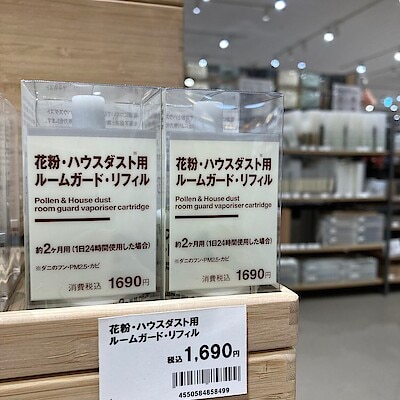 花粉・ハウスダスト用
ルームガード・リフィル
Pollen & House dust
room guard vaporiser cartridge
約2ヶ月用(1日24時間使用した場合)
※ダニのフン・PM2.5・カビ
消費税込 1690円
花粉・ハウスダスト用
ルームガード・リフィル
Pollen & House dust
room guard vaporiser cartridge
約2ヶ月用(1日24時間使用した場合)
※ダニのフン・PM2.5・カビ
消費税込 1690円
花粉・ハウスダスト用
ルームガード・リフィル
税込 1,690円
4550584658499